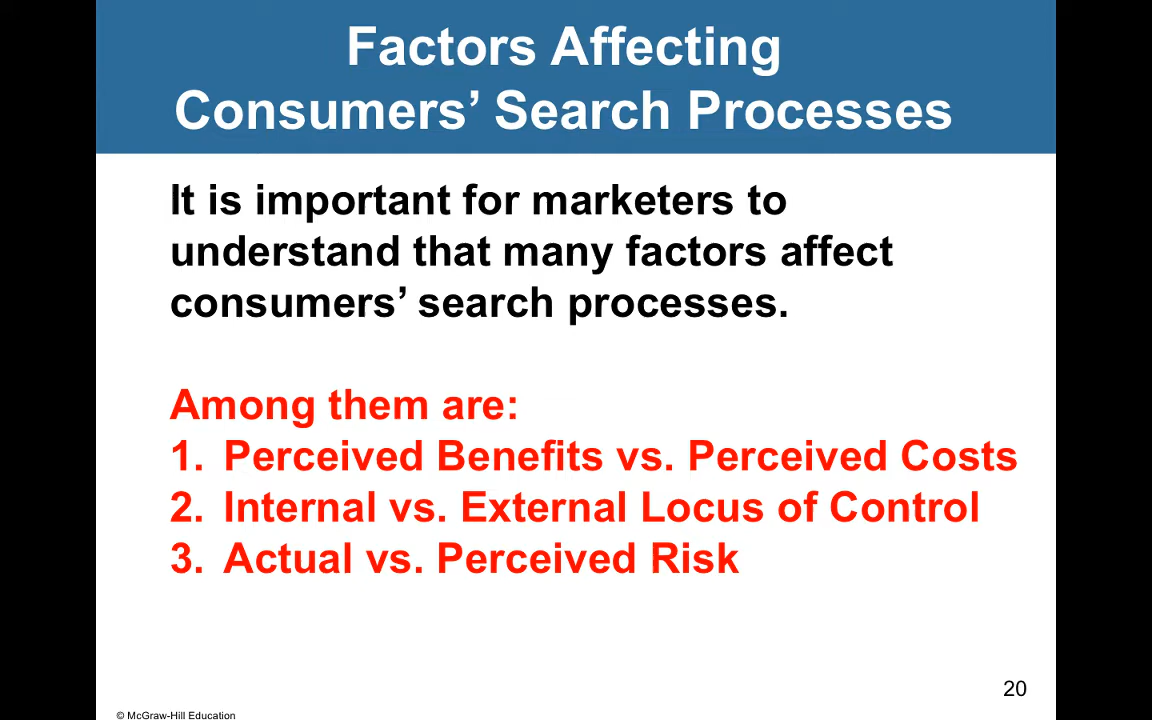 Factors Affecting
Consumers’ Search Processes
It is important for marketers to
understand that many factors affect
consumers’ search processes.
Among them are:
1. Perceived Benefits vs. Perceived Costs
2. Internal vs. External Locus of Control
3. Actual vs. Perceived Risk
20
© McGraw-Hill Education